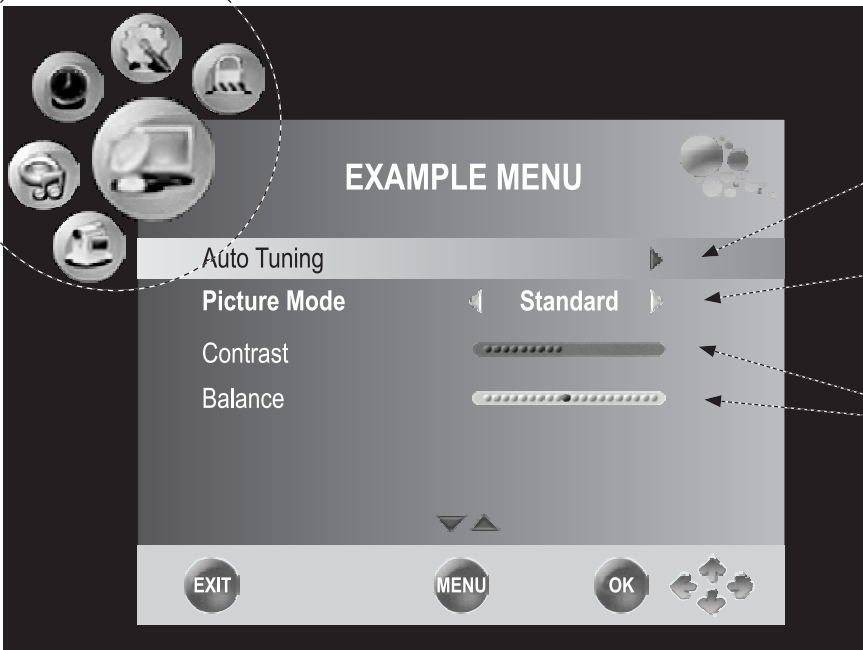 EXAMPLE MENU
Auto Tuning
Picture Mode Standard
Contrast
Balance
EXIT MENU OK